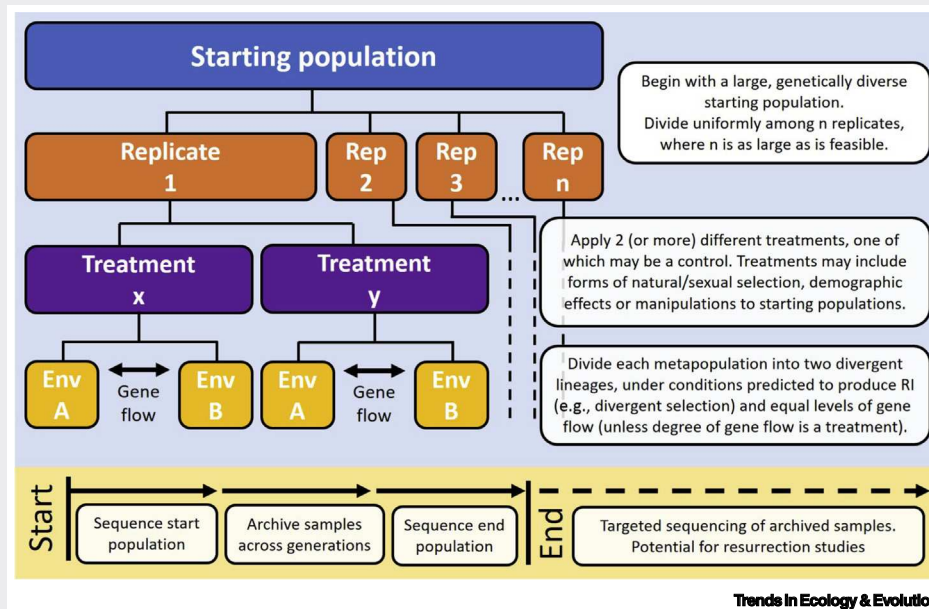 Starting population
Begin with a large, genetically diverse
starting population.
Divide uniformly among n replicates,
where n is as large as is feasible.
Replicate
1
Rep
2
Rep
3
...
Rep
n
Apply 2 (or more) different treatments, one of
which may be a control. Treatments may include
forms of natural/sexual selection, demographic
effects or manipulations to starting populations.
Treatment
x
Treatment
y
Divide each metapopulation into two divergent
lineages, under conditions predicted to produce RI
(e.g., divergent selection) and equal levels of gene
flow (unless degree of gene flow is a treatment).
Env
A
Gene
flow
Env
B
Env
A
Gene
flow
Env
B
Start
Sequence start
population
Archive samples
across generations
Sequence end
population
End
Targeted sequencing of archived samples.
Potential for resurrection studies
Trends in Ecology & Evolutio